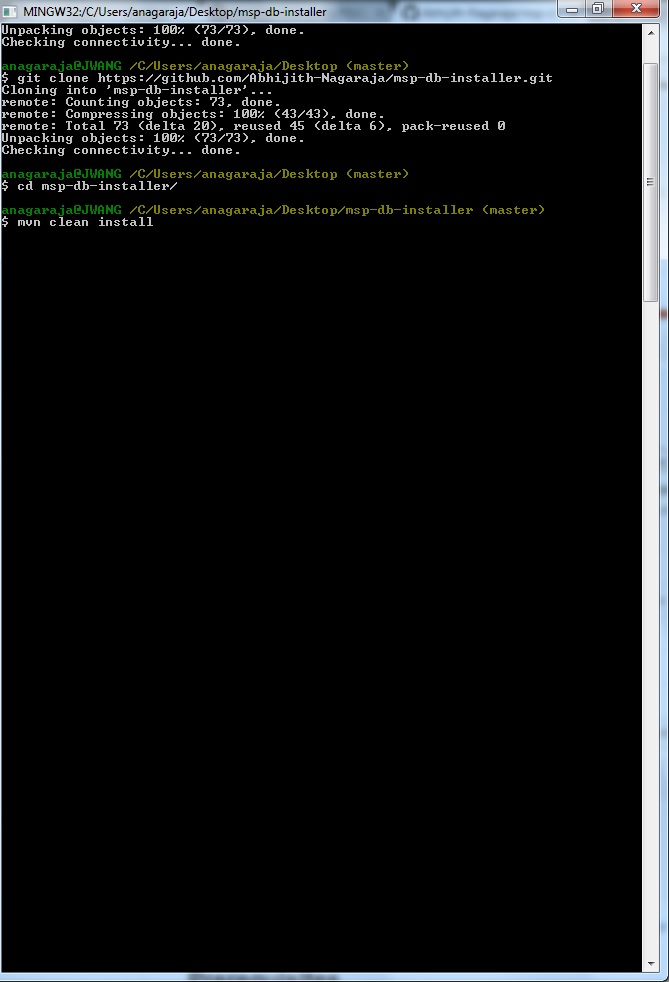 MINGW32:/C/Users/anagaraja/Desktop/msp-db-installer
Unpacking objects: 100% (73/73), done.
Checking connectivity... done.
anagaraja@JWANG /C/Users/anagaraja/Desktop (master)
$ git clone https://github.com/Abhijith-Nagaraja/msp-db-installer.git
Cloning into 'msp-db-installer'...
remote: Counting objects: 73, done.
remote: Compressing objects: 100% (43/43), done.
remote: Total 73 (delta 20), reused 45 (delta 6), pack-reused 0
Unpacking objects: 100% (73/73), done.
Checking connectivity... done.
anagaraja@JWANG /C/Users/anagaraja/Desktop (master)
$ cd msp-db-installer/
anagaraja@JWANG /C/Users/anagaraja/Desktop/msp-db-installer (master)
$ mvn clean install